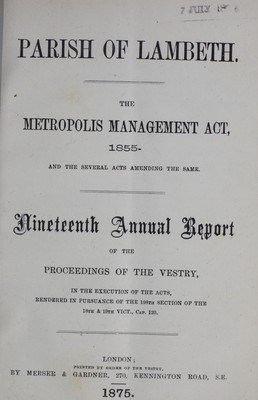 7 JULY
PARISH OF LAMBETH.
THE
METROPOLIS MANAGEMENT ACT,
1855-
AND THE SEVERAL ACTS AMENDING THE SAME.
Nineteenth Annual Report
OF THE
PROCEEDINGS OF THE VESTRY,
IN THE EXECUTION OF THE ACTS,
RENDERED IN PURSUANCE OF THE 198TH SECTION OF THE
18TH & 19TH VICT., CAP. 120.
LONDON;
PRINTED BY ORDER OF THE VESTRY,
BY MERSER & GARDNER, 270, KENNINGTON ROAD, S.E.
1875.